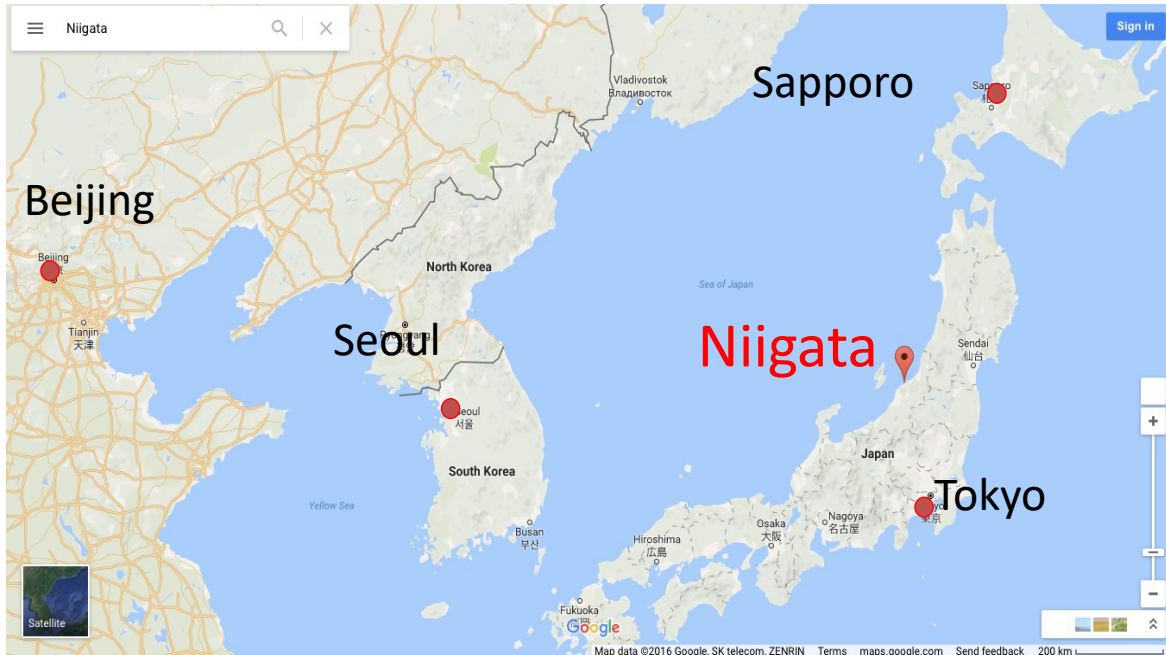 Niigata
Sign in
Vladivostok
Владивосток
Sapporo
Beijing
Beijing
North Korea
Sea of Japan
Tianjin
天津
Seoul
Niigata
Sendai
仙台
서울
South Korea
Japan
Yellow Sea
Tokyo
東京
Busan
부산
Nagoya
名古屋
Osaka
大阪
Hiroshima
広島
Fukuoka
Google
Satellite
Map data ©2016 Google, SK telecom, ZENRIN Terms maps.google.com Send feedback 200 km